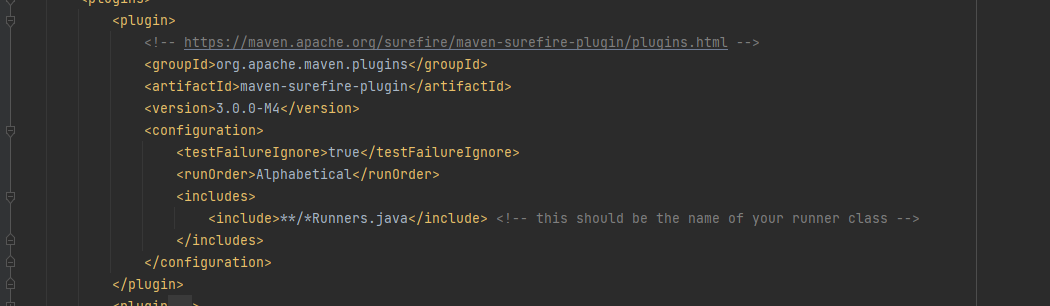 <plugins>
<plugin>
<!-- https://maven.apache.org/surefire/maven-surefire-plugin/plugins.html -->
<groupId>org.apache.maven.plugins</groupId>
<artifactId>maven-surefire-plugin</artifactId>
<version>3.0.0-M4</version>
<configuration>
<testFailureIgnore>true</testFailureIgnore>
<runOrder>Alphabetical</runOrder>
<includes>
<include>**/*Runners.java</include> <!-- this should be the name of your runner class -->
</includes>
</configuration>
</plugin>
<plugin...>